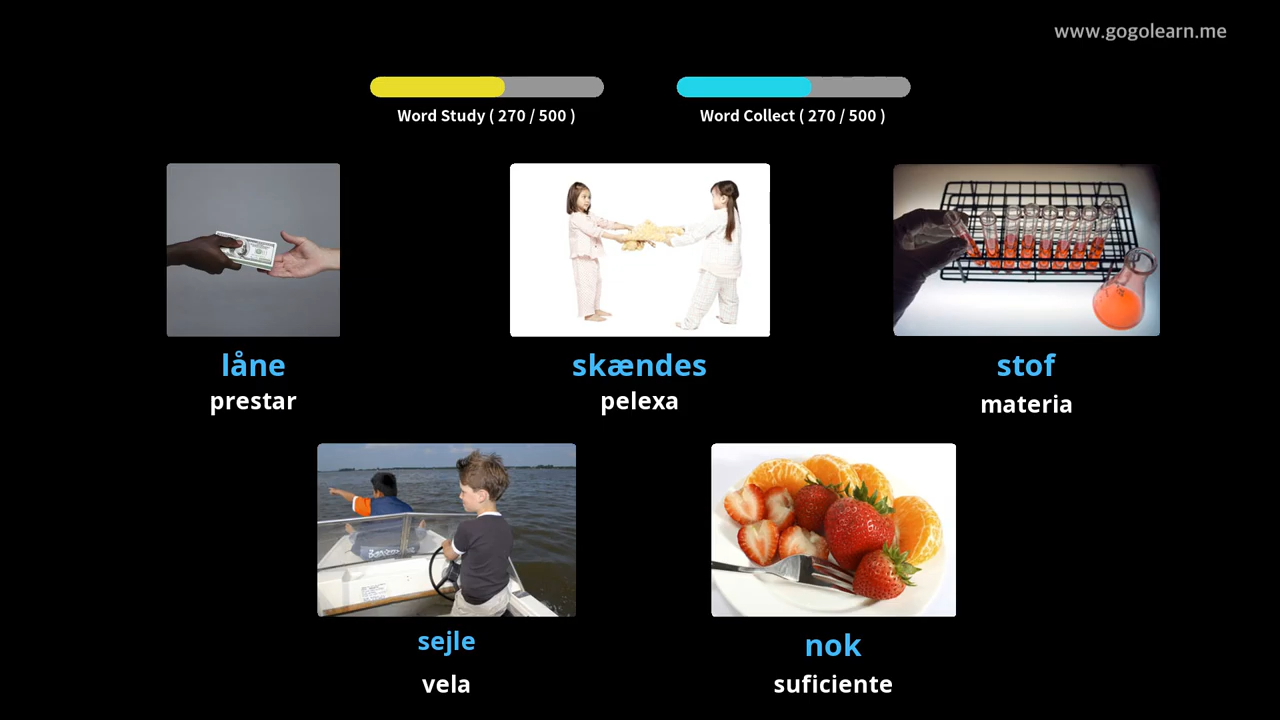 www.gogolearn.me
Word Study ( 270 / 500 )
Word Collect ( 270 / 500 )
låne
prestar
skændes
pelexa
stof
materia
sejle
vela
nok
suficiente